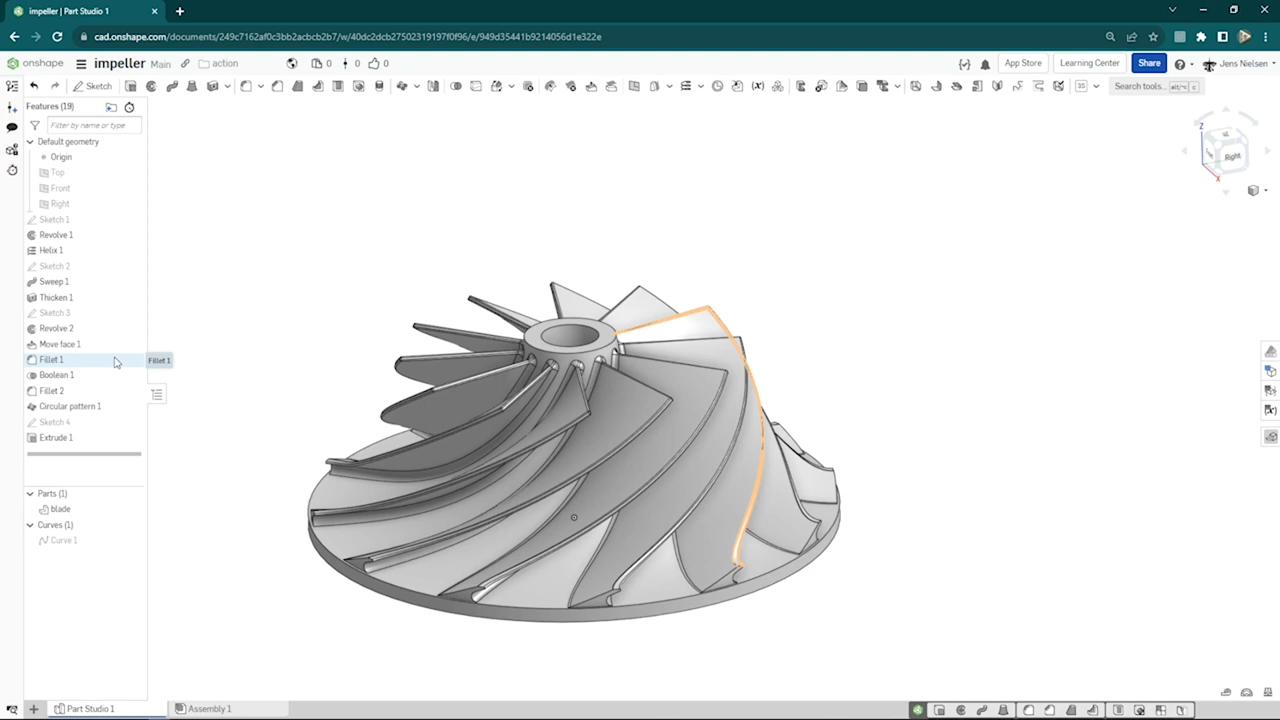 impeller | Part Studio 1
cad.onshape.com/documents/249c7162af0c3bb2acbcb2b7/w/40dc2dcb27502319197f0f96/e/949d35441b9214056d1e322e
onshape impeller Main action 0 0 0 App Store Learning Center Share Jens Nielsen
Sketch Search tools... alt/⌥ c
Features (19)
Filter by name or type
Default geometry
Origin
Top
Front
Right
Sketch 1
Revolve 1
Helix 1
Sketch 2
Sweep 1
Thicken 1
Sketch 3
Revolve 2
Move face 1
Fillet 1
Fillet 1
Boolean 1
Fillet 2
Circular pattern 1
Sketch 4
Extrude 1
Parts (1)
blade
Curves (1)
Curve 1
Z
Right
X
Part Studio 1
Assembly 1